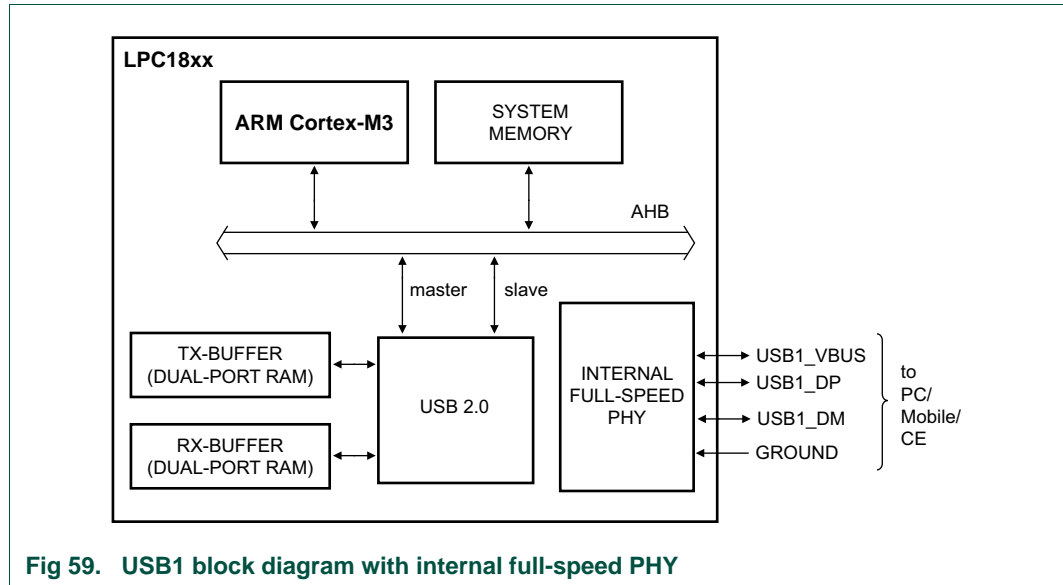 LPC18xx
ARM Cortex-M3
SYSTEM
MEMORY
AHB
master
slave
TX-BUFFER
(DUAL-PORT RAM)
RX-BUFFER
(DUAL-PORT RAM)
USB 2.0
INTERNAL
FULL-SPEED
PHY
USB1_VBUS
USB1_DP
USB1_DM
GROUND
to
PC/
Mobile/
CE
Fig 59. USB1 block diagram with internal full-speed PHY